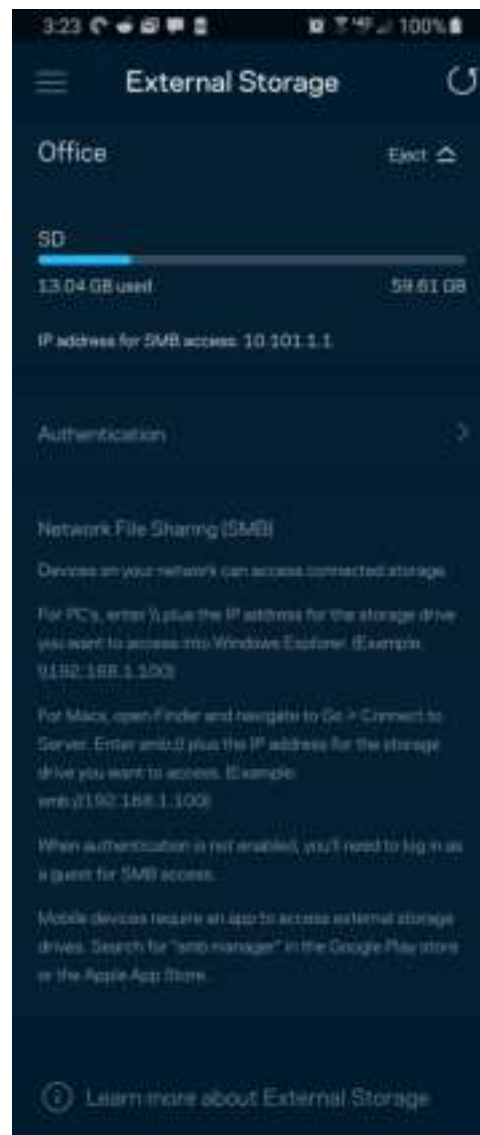 3:23
100%
External Storage
Office
Eject
SD
13.04 GB used
59.61 GB
IP address for SMB access: 10.101.1.1
Authentication
Network File Sharing (SMB)
Devices on your network can access connected storage.
For PC's, enter \\ plus the IP address for the storage drive
you want to access into Windows Explorer. (Example:
\\192.168.1.100)
For Macs, open Finder and navigate to Go > Connect to
Server. Enter smb:// plus the IP address for the storage
drive you want to access. (Example:
smb://192.168.1.100)
When authentication is not enabled, you'll need to log in as
a guest for SMB access.
Mobile devices require an app to access external storage
drives. Search for "smb manager" in the Google Play store
or the Apple App Store.
Learn more about External Storage